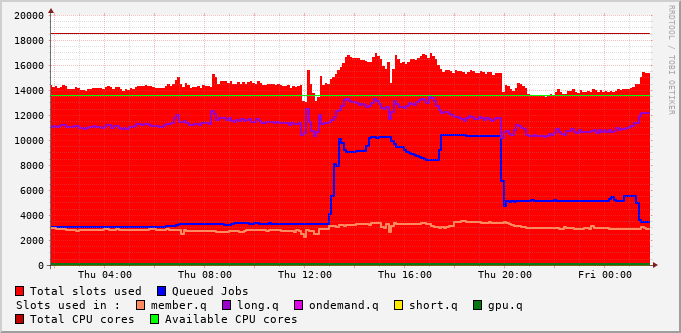 20000
18000
16000
14000
12000
10000
8000
6000
4000
2000
0
Thu 04:00 Thu 08:00 Thu 12:00 Thu 16:00 Thu 20:00 Fri 00:00
RRDTOOL / TOBI OETIKER
Total slots used Queued Jobs
Slots used in : member.q long.q ondemand.q short.q gpu.q
Total CPU cores Available CPU cores